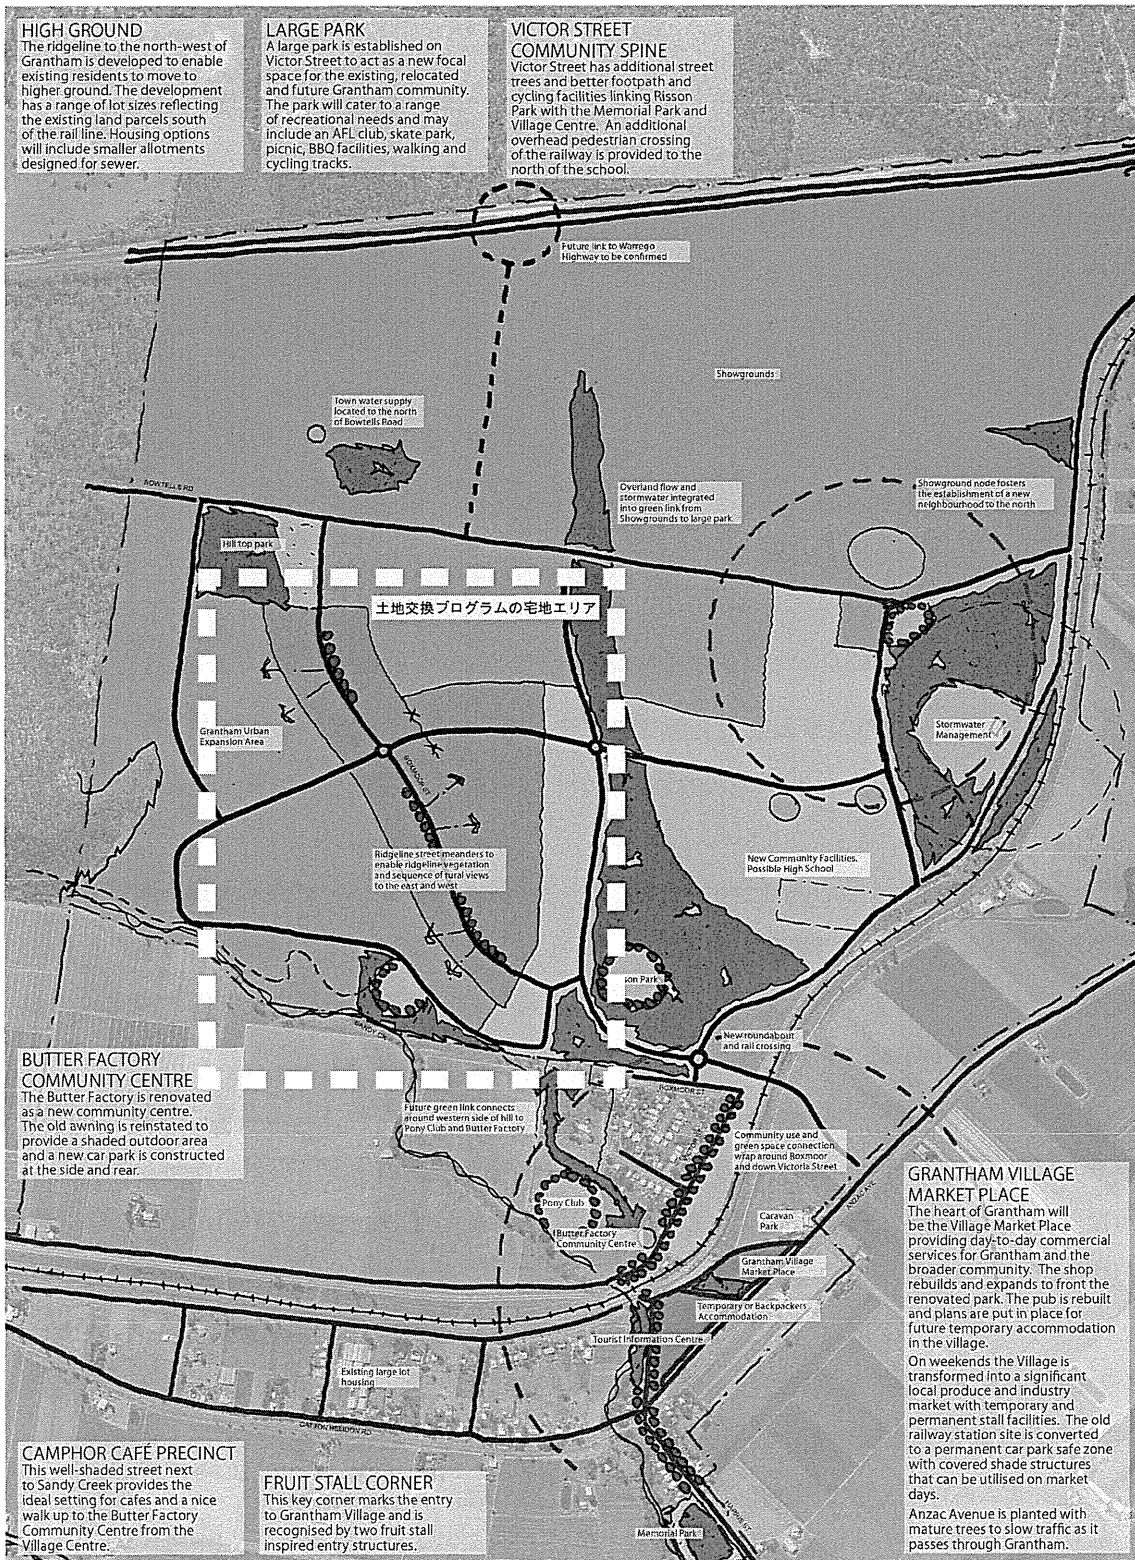 HIGH GROUND
The ridgeline to the north-west of
Grantham is developed to enable
existing residents to move to
higher ground. The development
has a range of lot sizes reflecting
the existing land parcels south
of the rail line. Housing options
will include smaller allotments
designed for sewer.
LARGE PARK
A large park is established on
Victor Street to act as a new focal
space for the existing, relocated
and future Grantham community.
The park will cater to a range
of recreational needs and may
include an AFL club, skate park,
picnic, BBQ facilities, walking and
cycling tracks.
VICTOR STREET
COMMUNITY SPINE
Victor Street has additional street
trees and better footpath and
cycling facilities linking Risson
Park with the Memorial Park and
Village Centre. An additional
overhead pedestrian crossing
of the railway is provided to the
north of the school.
Future link to Warrego
Highway to be confirmed
Showgrounds
Town water supply
located to the north
of Bowtells Road
BOWTELLS RD
Overland flow and
stormwater integrated
into green link from
Showgrounds to large park
Showground node fosters
the establishment of a new
neighbourhood to the north
Hill top park
土地交換プログラムの宅地エリア
Grantham Urban
Expansion Area
Stormwater
Management
ROXMOOR ST
Ridgeline street meanders to
enable ridgeline vegetation
and sequence of rural views
to the east and west
New Community Facilities.
Possible High School
son Park
SANDY
New roundabout
and rail crossing
BUTTER FACTORY
COMMUNITY CENTRE
The Butter Factory is renovated
as a new community centre.
The old awning is reinstated to
provide a shaded outdoor area
and a new car park is constructed
at the side and rear.
ROXMOOR ST
Future green link connects
around western side of hill to
Pony Club and Butter Factory
Community use and
green space connection
wrap around Roxmoor
and down Victoria Street
Pony Club
Butter Factory
Community Centre
Caravan
Park
ANZAC AVE
Grantham Village
Market Place
Temporary or Backpackers
Accommodation
Tourist Information Centre
Existing large lot
housing
GATTON HELIDON RD
GRANTHAM VILLAGE
MARKET PLACE
The heart of Grantham will
be the Village Market Place
providing day-to-day commercial
services for Grantham and the
broader community. The shop
rebuilds and expands to front the
renovated park. The pub is rebuilt
and plans are put in place for
future temporary accommodation
in the village.
On weekends the Village is
transformed into a significant
local produce and industry
market with temporary and
permanent stall facilities. The old
railway station site is converted
to a permanent car park safe zone
with covered shade structures
that can be utilised on market
days.
Anzac Avenue is planted with
mature trees to slow traffic as it
passes through Grantham.
CAMPHOR CAFÉ PRECINCT
This well-shaded street next
to Sandy Creek provides the
ideal setting for cafes and a nice
walk up to the Butter Factory
Community Centre from the
Village Centre.
FRUIT STALL CORNER
This key corner marks the entry
to Grantham Village and is
recognised by two fruit stall
inspired entry structures.
Memorial Park